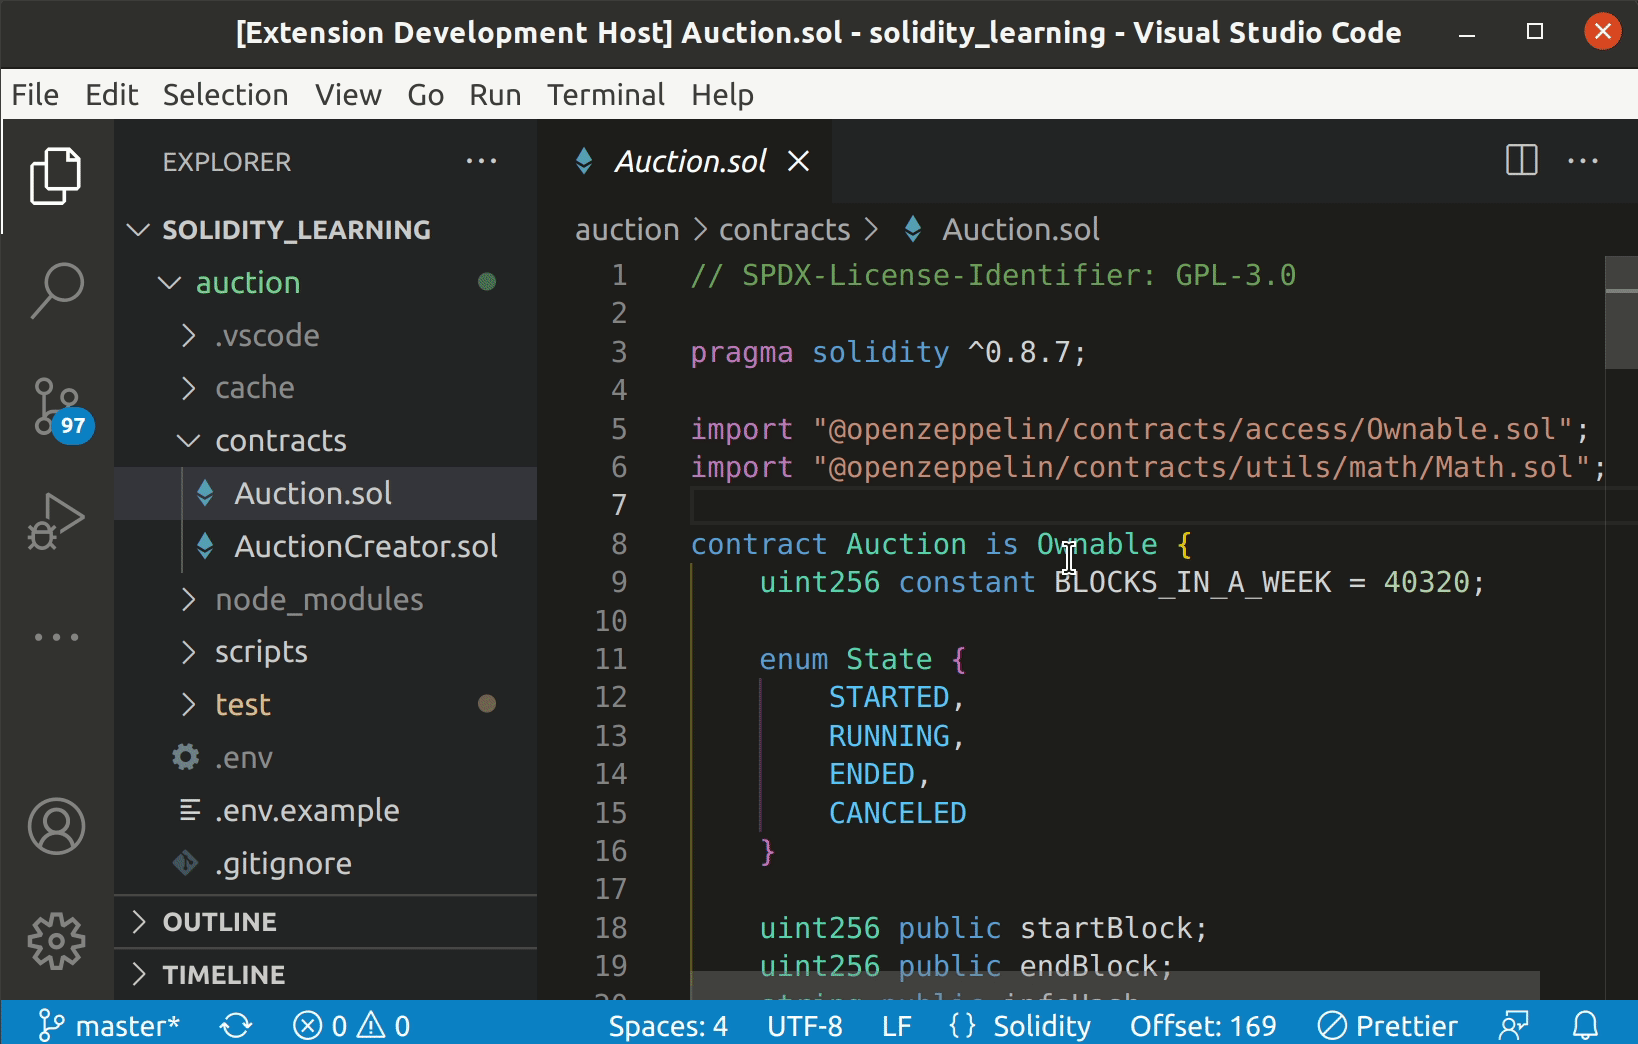 [Extension Development Host] Auction.sol - solidity_learning - Visual Studio Code
File Edit Selection View Go Run Terminal Help
EXPLORER
SOLIDITY_LEARNING
auction
.vscode
cache
contracts
Auction.sol
AuctionCreator.sol
node_modules
scripts
test
.env
.env.example
.gitignore
OUTLINE
TIMELINE
97
Auction.sol
auction > contracts > Auction.sol
1 // SPDX-License-Identifier: GPL-3.0
2
3 pragma solidity ^0.8.7;
4
5 import "@openzeppelin/contracts/access/Ownable.sol";
6 import "@openzeppelin/contracts/utils/math/Math.sol";
7
8 contract Auction is Ownable {
9 uint256 constant BLOCKS_IN_A_WEEK = 40320;
10
11 enum State {
12 STARTED,
13 RUNNING,
14 ENDED,
15 CANCELED
16 }
17
18 uint256 public startBlock;
19 uint256 public endBlock;
20 string public infoHash
master* 0 0 Spaces: 4 UTF-8 LF {} Solidity Offset: 169 Prettier